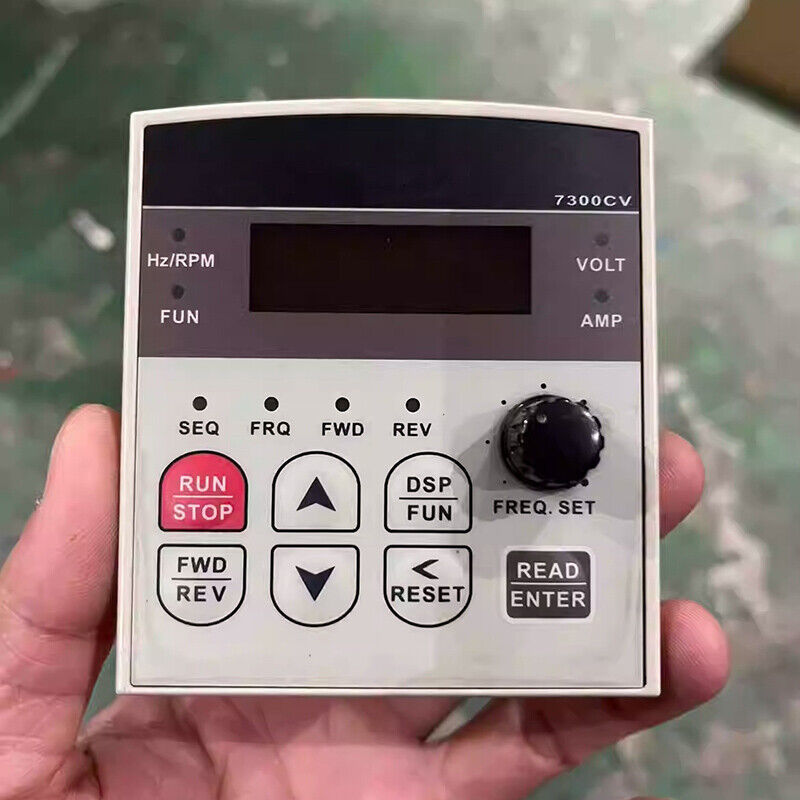 7300CV
Hz/RPM
VOLT
FUN
AMP
SEQ FRQ FWD REV
RUN
STOP
DSP
FUN
FREQ. SET
FWD
REV
<
RESET
READ
ENTER